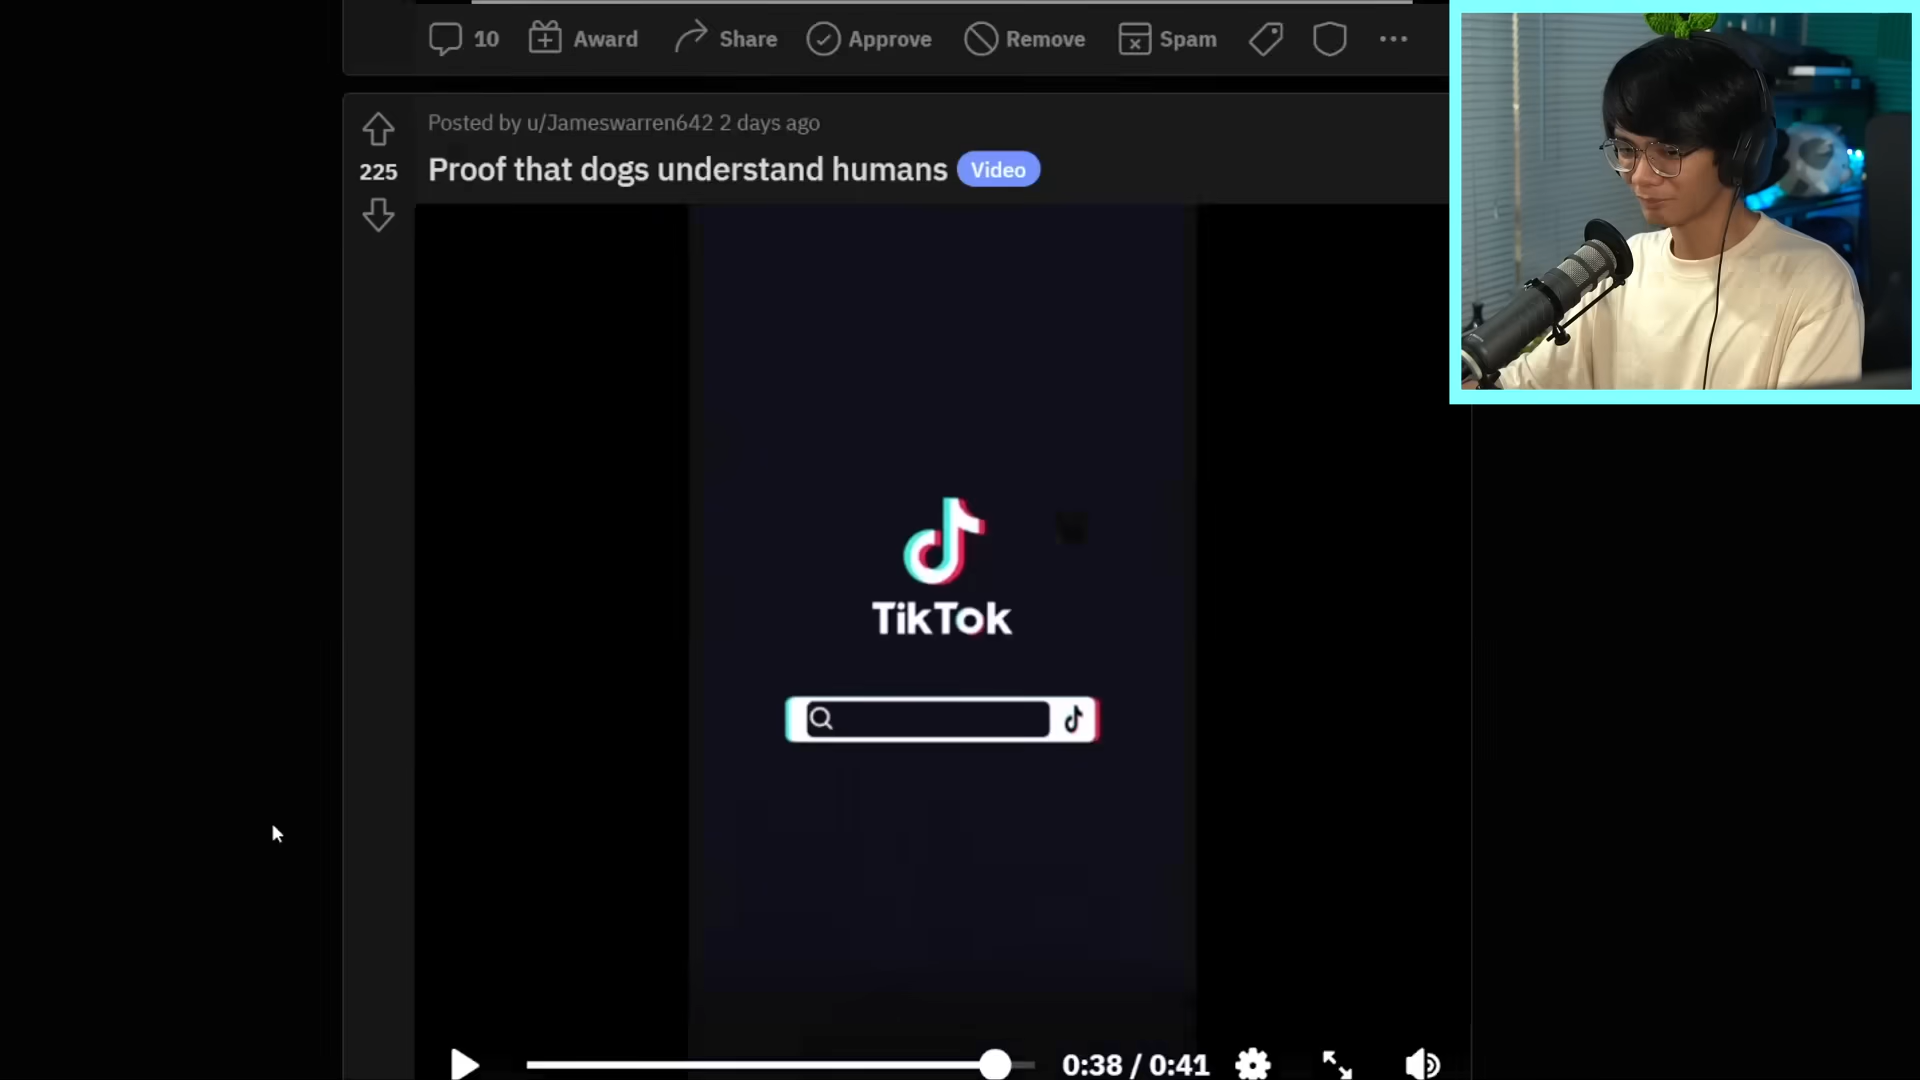 10 Award Share Approve Remove Spam
Posted by u/Jameswarren642 2 days ago
225
Proof that dogs understand humans Video
TikTok
0:38 / 0:41